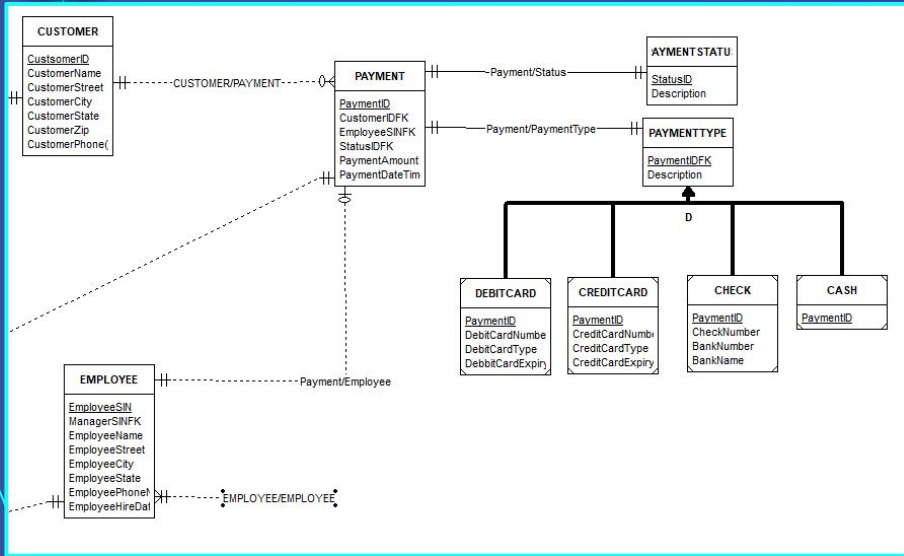 CUSTOMER
CustsomerID
CustomerName
CustomerStreet
CustomerCity
CustomerState
CustomerZip
CustomerPhone(
CUSTOMER/PAYMENT
PAYMENT
PaymentID
CustomerIDFK
EmployeeSINFK
StatusIDFK
PaymentAmount
PaymentDateTim
Payment/Status
AYMENTSTATU
StatusID
Description
Payment/PaymentType
PAYMENTTYPE
PaymentIDFK
Description
D
DEBITCARD
PaymentID
DebitCardNumbe
DebitCardType
DebbitCardExpiry
CREDITCARD
PaymentID
CreditCardNumb
CreditCardType
CreditCardExpiry
CHECK
PaymentID
CheckNumber
BankNumber
BankName
CASH
PaymentID
EMPLOYEE
EmployeeSIN
ManagerSINFK
EmployeeName
EmployeeStreet
EmployeeCity
EmployeeState
EmployeePhoneN
EmployeeHireDat
Payment/Employee
EMPLOYEE/EMPLOYEE